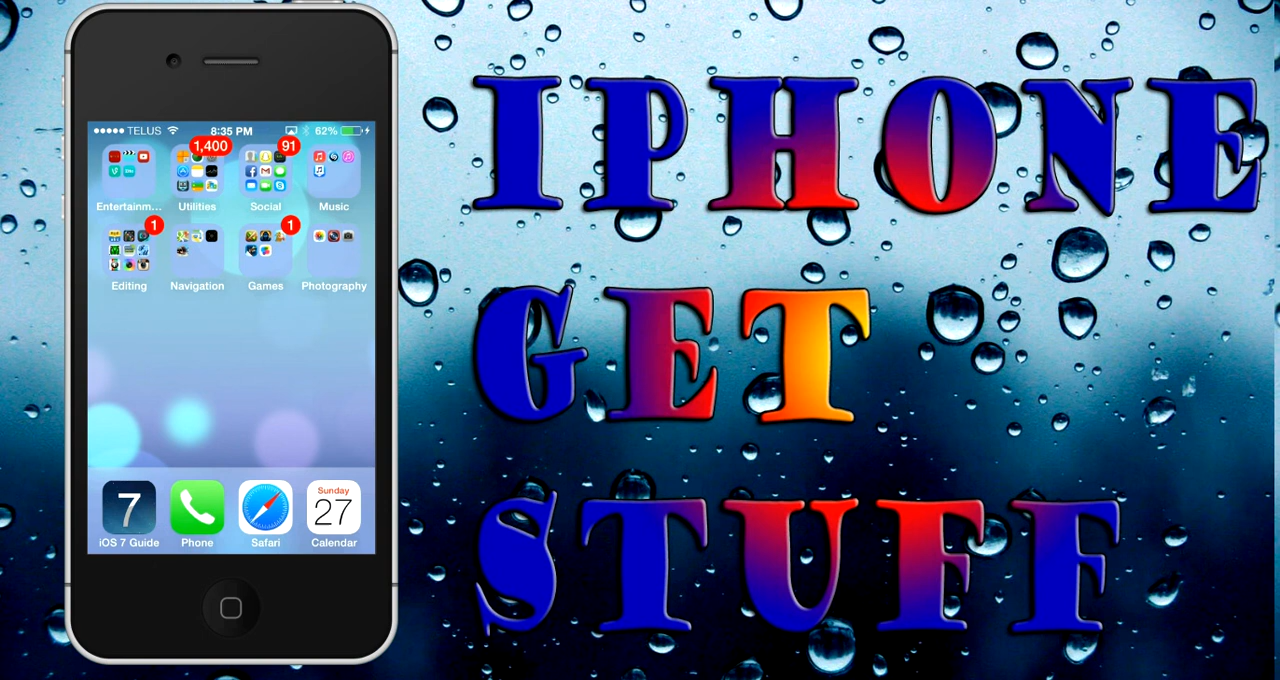 TELUS 8:35 PM 62%
1,400 91
Entertainm... Utilities Social Music
1 1
Editing Navigation Games Photography
7 Sunday
27
iOS 7 Guide Phone Safari Calendar
IPHONE
GET
STUFF